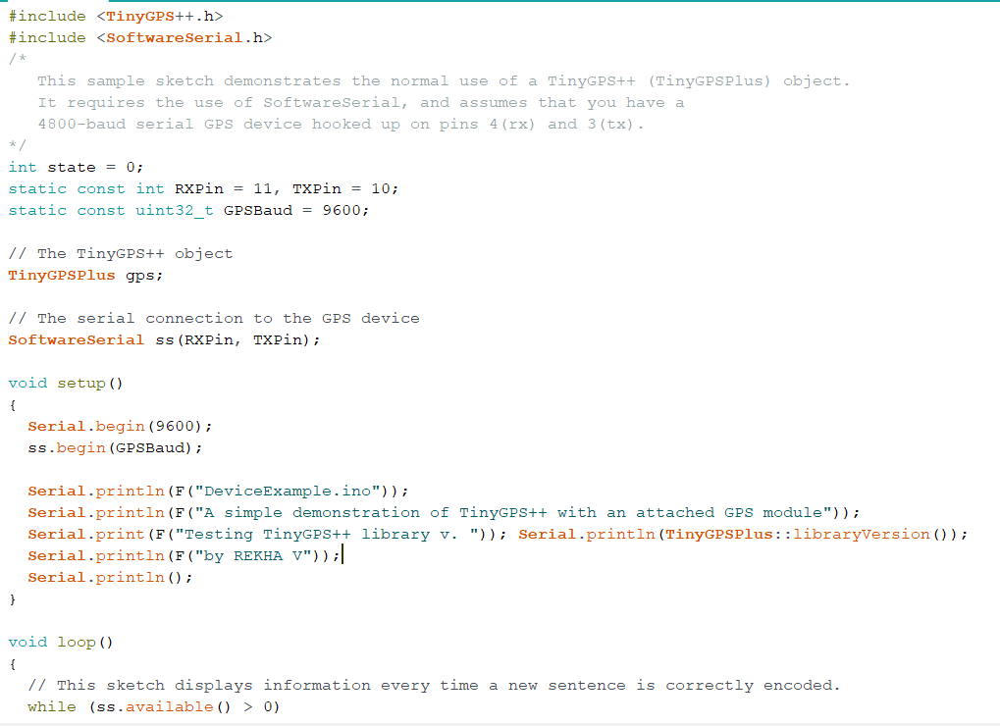 #include <TinyGPS++.h>
#include <SoftwareSerial.h>
/*
   This sample sketch demonstrates the normal use of a TinyGPS++ (TinyGPSPlus) object.
   It requires the use of SoftwareSerial, and assumes that you have a
   4800-baud serial GPS device hooked up on pins 4(rx) and 3(tx).
*/
int state = 0;
static const int RXPin = 11, TXPin = 10;
static const uint32_t GPSBaud = 9600;

// The TinyGPS++ object
TinyGPSPlus gps;

// The serial connection to the GPS device
SoftwareSerial ss(RXPin, TXPin);

void setup()
{
  Serial.begin(9600);
  ss.begin(GPSBaud);

  Serial.println(F("DeviceExample.ino"));
  Serial.println(F("A simple demonstration of TinyGPS++ with an attached GPS module"));
  Serial.print(F("Testing TinyGPS++ library v. ")); Serial.println(TinyGPSPlus::libraryVersion());
  Serial.println(F("by REKHA V"));
  Serial.println();
}

void loop()
{
  // This sketch displays information every time a new sentence is correctly encoded.
  while (ss.available() > 0)